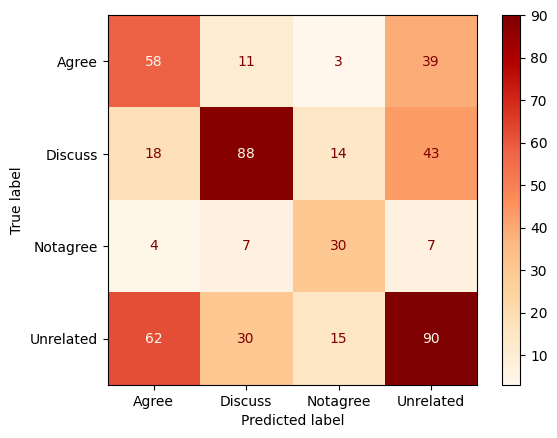 Agree 58 11 3 39
Discuss 18 88 14 43
Notagree 4 7 30 7
Unrelated 62 30 15 90
Agree Discuss Notagree Unrelated
Predicted label
True label
90
80
70
60
50
40
30
20
10